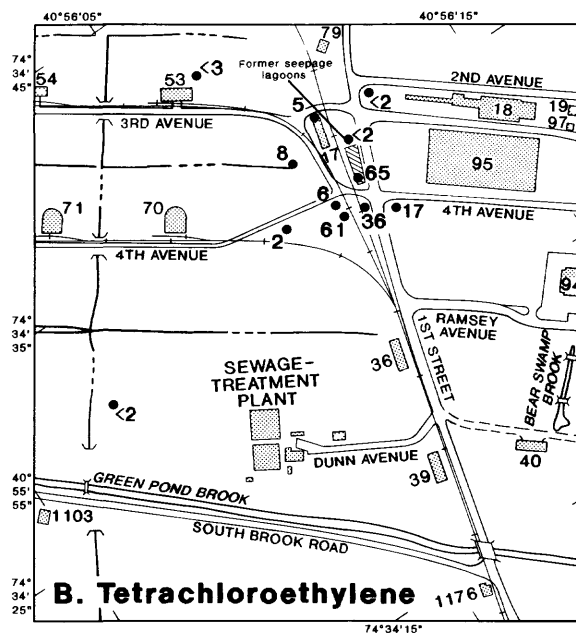 40°56'05"
40°56'15"
79
74°
34'
45"
<3
Former seepage
lagoons
2ND AVENUE
54
53
<2
18
19
97
5
3RD AVENUE
<2
17
95
8
65
71
70
6
36
17
4TH AVENUE
61
2
4TH AVENUE
94
74°
34'
35"
RAMSEY
AVENUE
1ST STREET
BEAR SWAMP
BROOK
36
SEWAGE-
TREATMENT
PLANT
<2
40
DUNN AVENUE
39
40°
55'
55"
GREEN POND BROOK
1103
SOUTH BROOK ROAD
74°
34'
25"
B. Tetrachloroethylene
1176
74°34'15"